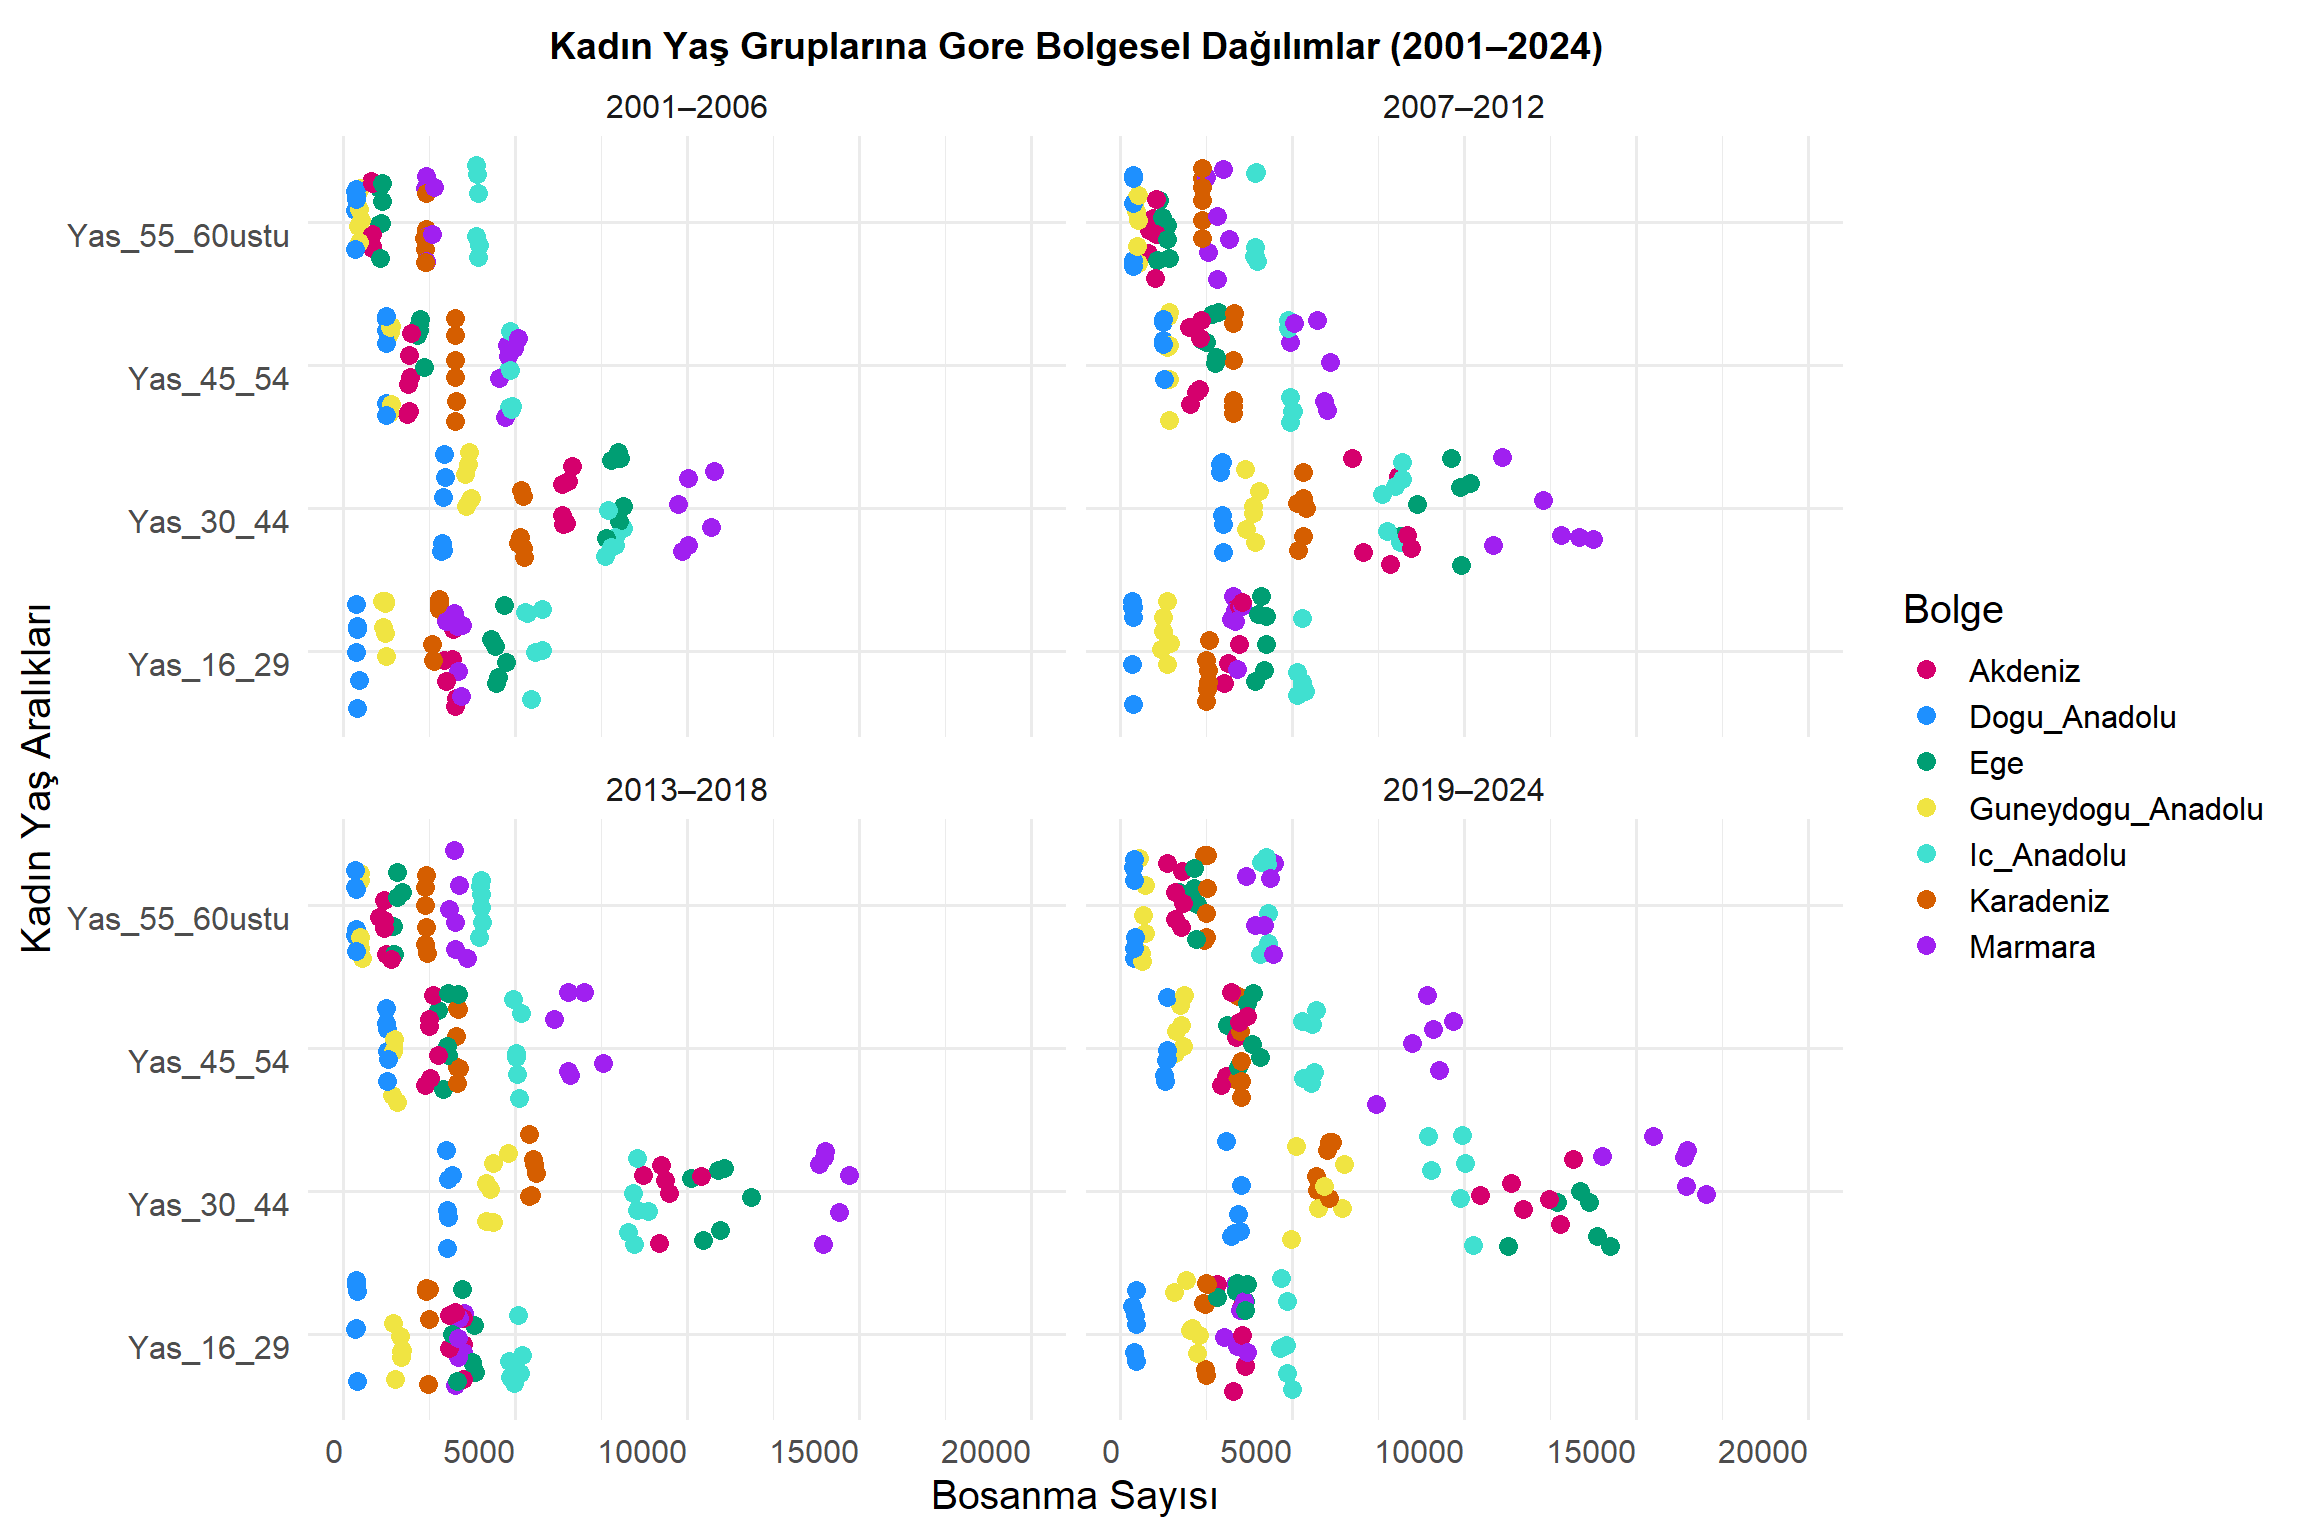 Kadın Yaş Gruplarına Gore Bolgesel Dağılımlar (2001–2024)
2001–2006
2007–2012
Yas_55_60ustu
Yas_45_54
Yas_30_44
Yas_16_29
2013–2018
2019–2024
Yas_55_60ustu
Yas_45_54
Yas_30_44
Yas_16_29
0 5000 10000 15000 20000
0 5000 10000 15000 20000
Bosanma Sayısı
Kadın Yaş Aralıkları
Bolge
Akdeniz
Dogu_Anadolu
Ege
Guneydogu_Anadolu
Ic_Anadolu
Karadeniz
Marmara